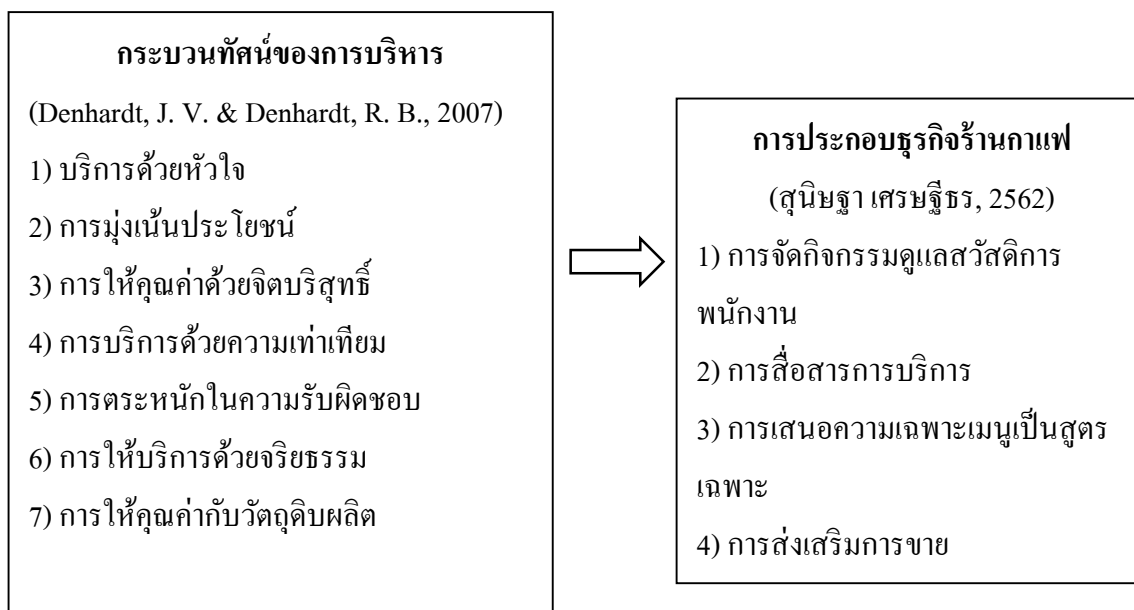 กระบวนทัศน์ของการบริหาร
(Denhardt, J. V. & Denhardt, R. B., 2007)
1) บริการด้วยหัวใจ
2) การมุ่งเน้นประโยชน์
3) การให้คุณค่าด้วยจิตบริสุทธิ์
4) การบริการด้วยความเท่าเทียม
5) การตระหนักในความรับผิดชอบ
6) การให้บริการด้วยจริยธรรม
7) การให้คุณค่ากับวัตถุดิบผลิต
การประกอบธุรกิจร้านกาแฟ
(สุนิษฐา เศรษฐีธร, 2562)
1) การจัดกิจกรรมดูแลสวัสดิการ
พนักงาน
2) การสื่อสารการบริการ
3) การเสนอความเฉพาะเมนูเป็นสูตร
เฉพาะ
4) การส่งเสริมการขาย